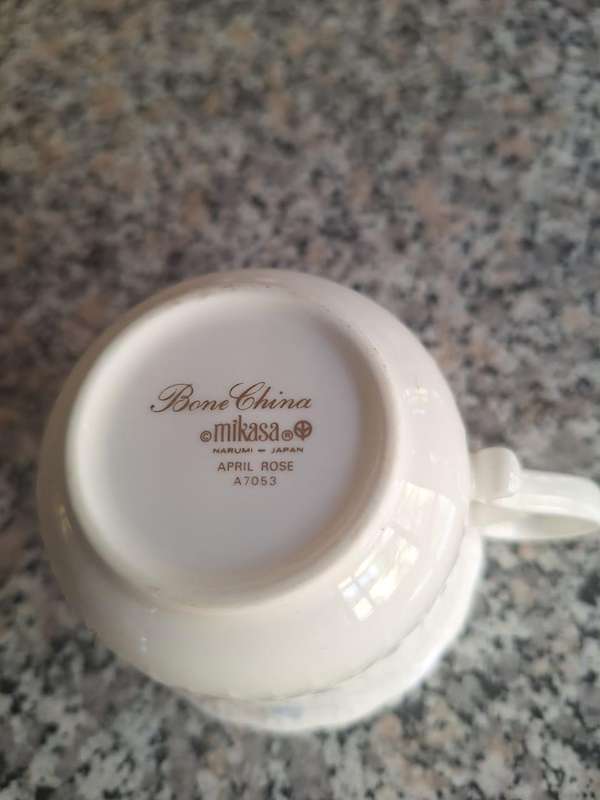 Bone China
©mikasa®
NARUMI - JAPAN
APRIL ROSE
A7053